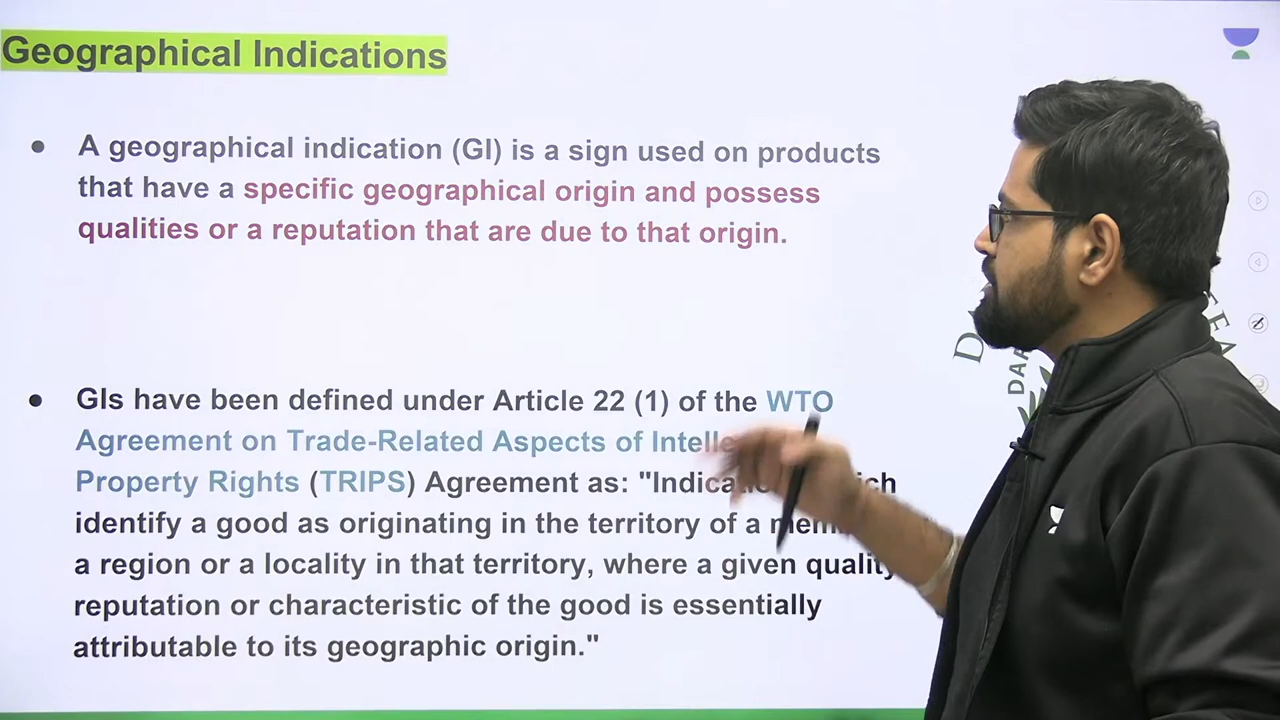 Geographical Indications
A geographical indication (GI) is a sign used on products
that have a specific geographical origin and possess
qualities or a reputation that are due to that origin.
GIs have been defined under Article 22 (1) of the WTO
Agreement on Trade-Related Aspects of Intelle
Property Rights (TRIPS) Agreement as: "Indica ich
identify a good as originating in the territory of a mem
a region or a locality in that territory, where a given quality
reputation or characteristic of the good is essentially
attributable to its geographic origin."